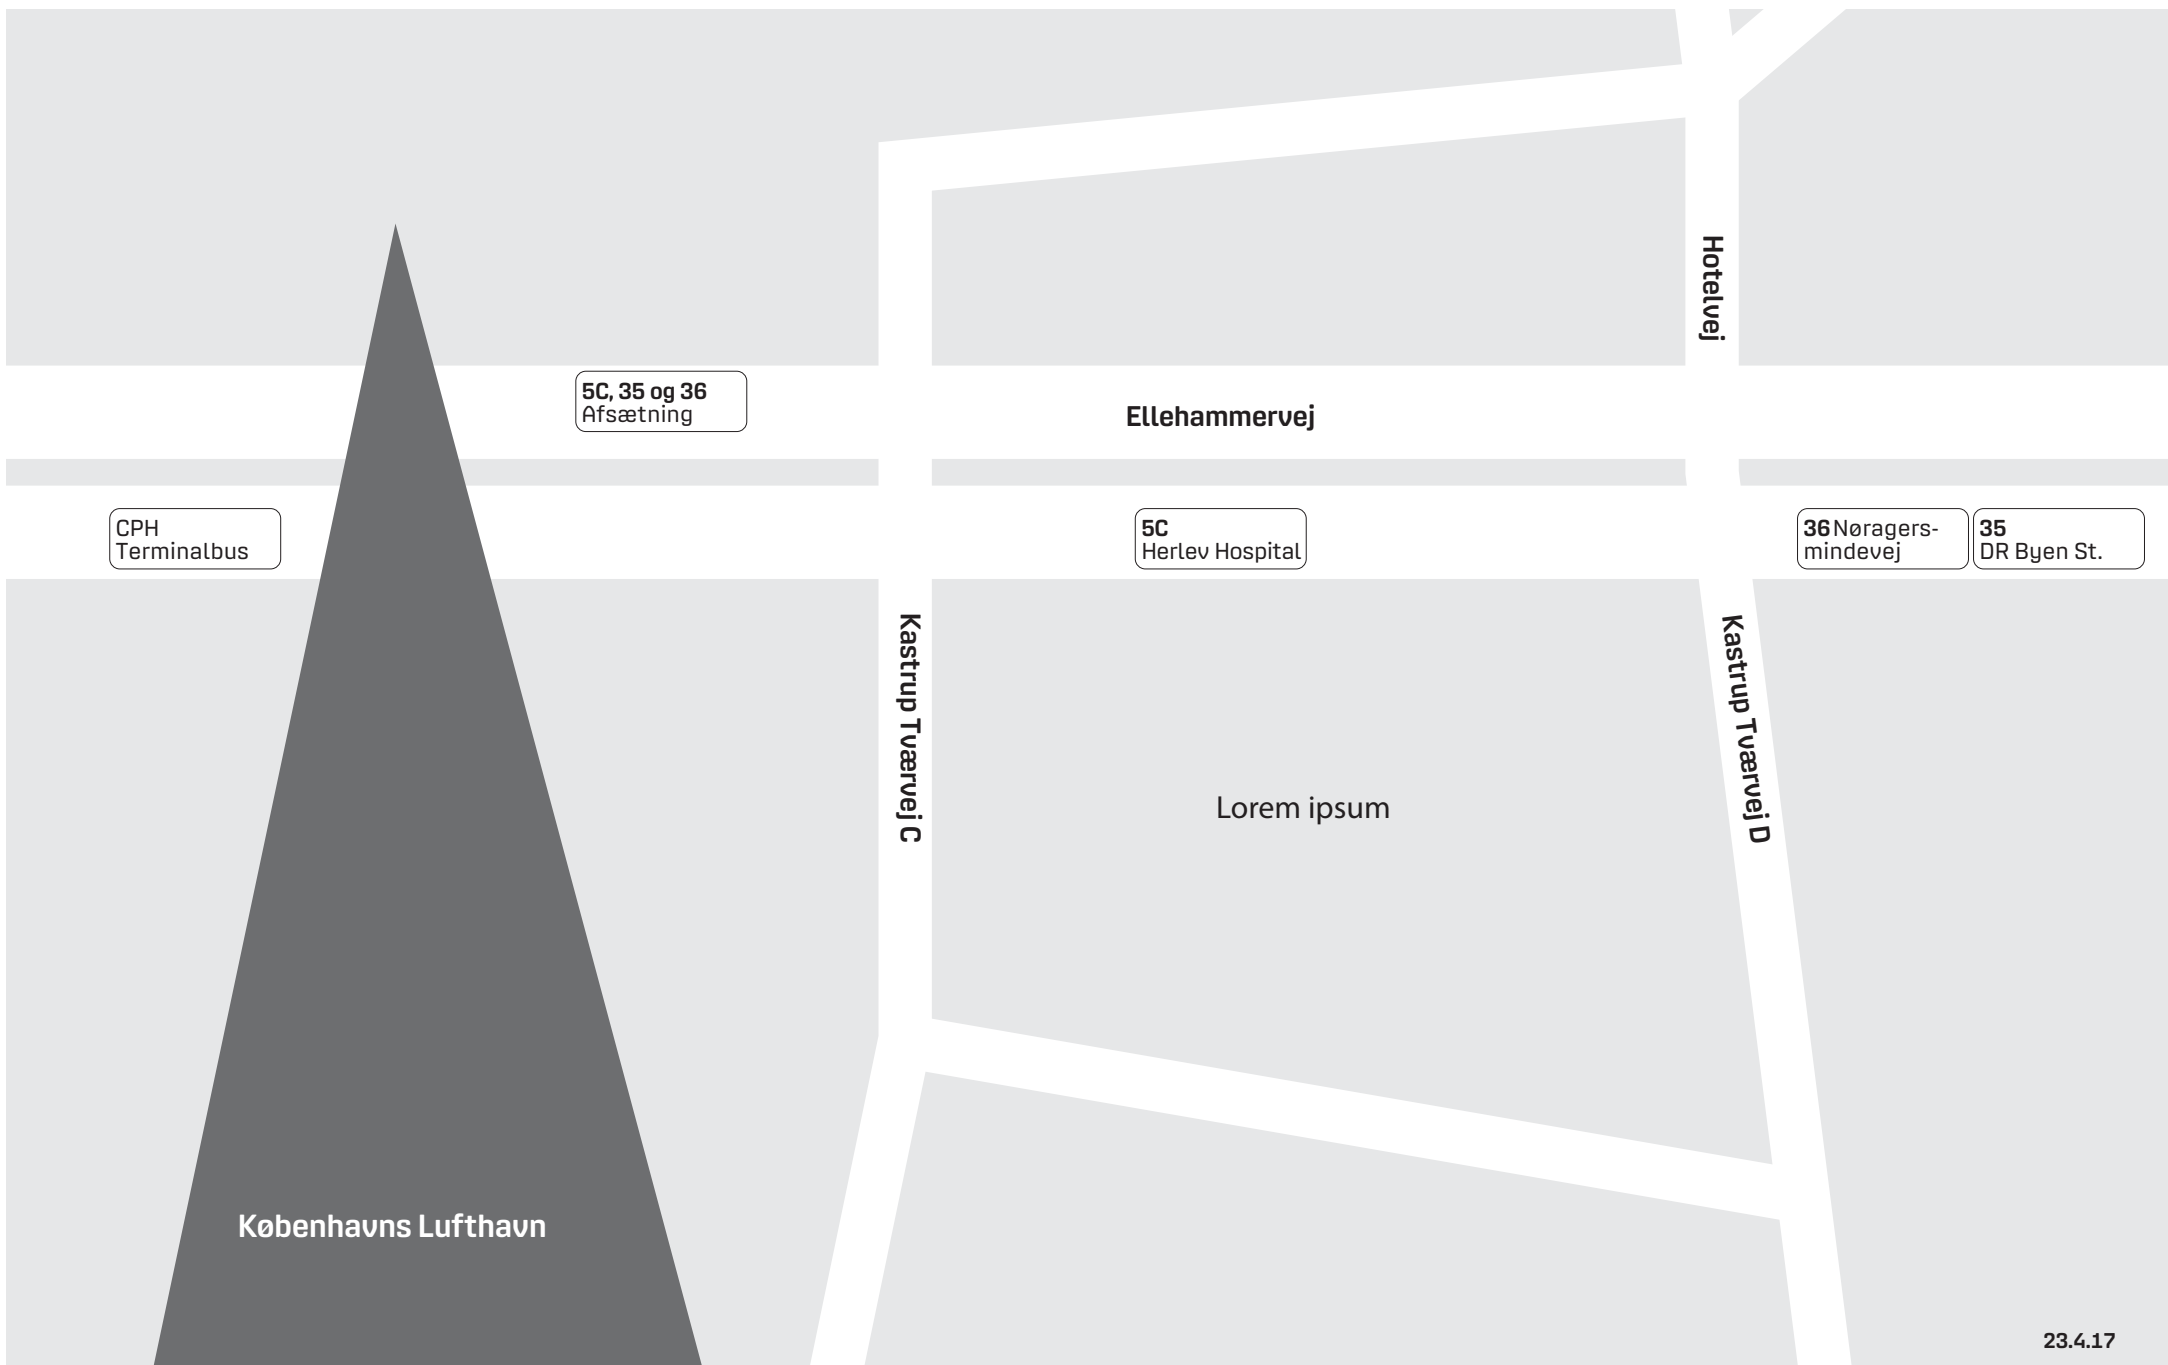 Hotelvej
5C, 35 og 36
Afsætning
Ellehammervej
CPH
Terminalbus
5C
Herlev Hospital
36 Nøragers-
mindevej
35
DR Byen St.
Kastrup Tværvej C
Kastrup Tværvej D
Lorem ipsum
Københavns Lufthavn
23.4.17